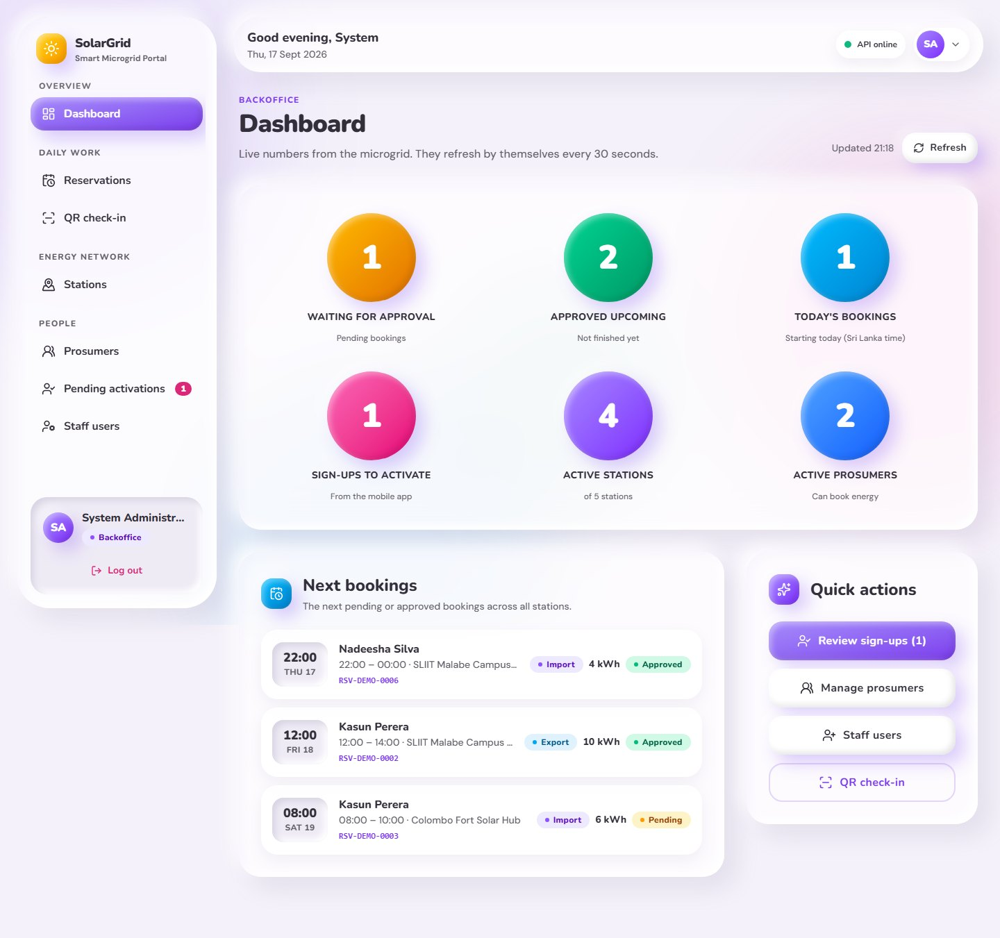 SolarGrid
Smart Microgrid Portal
OVERVIEW
Dashboard
DAILY WORK
Reservations
QR check-in
ENERGY NETWORK
Stations
PEOPLE
Prosumers
Pending activations 1
Staff users
SA
System Administr...
Backoffice
Log out
Good evening, System
Thu, 17 Sept 2026
API online
SA
BACKOFFICE
Dashboard
Live numbers from the microgrid. They refresh by themselves every 30 seconds.
Updated 21:18
Refresh
1
WAITING FOR APPROVAL
Pending bookings
2
APPROVED UPCOMING
Not finished yet
1
TODAY'S BOOKINGS
Starting today (Sri Lanka time)
1
SIGN-UPS TO ACTIVATE
From the mobile app
4
ACTIVE STATIONS
of 5 stations
2
ACTIVE PROSUMERS
Can book energy
Next bookings
The next pending or approved bookings across all stations.
22:00
THU 17
Nadeesha Silva
22:00 – 00:00 · SLIIT Malabe Campus...
RSV-DEMO-0006
Import
4 kWh
Approved
12:00
FRI 18
Kasun Perera
12:00 – 14:00 · SLIIT Malabe Campus ...
RSV-DEMO-0002
Export
10 kWh
Approved
08:00
SAT 19
Kasun Perera
08:00 – 10:00 · Colombo Fort Solar Hub
RSV-DEMO-0003
Import
6 kWh
Pending
Quick actions
Review sign-ups (1)
Manage prosumers
Staff users
QR check-in